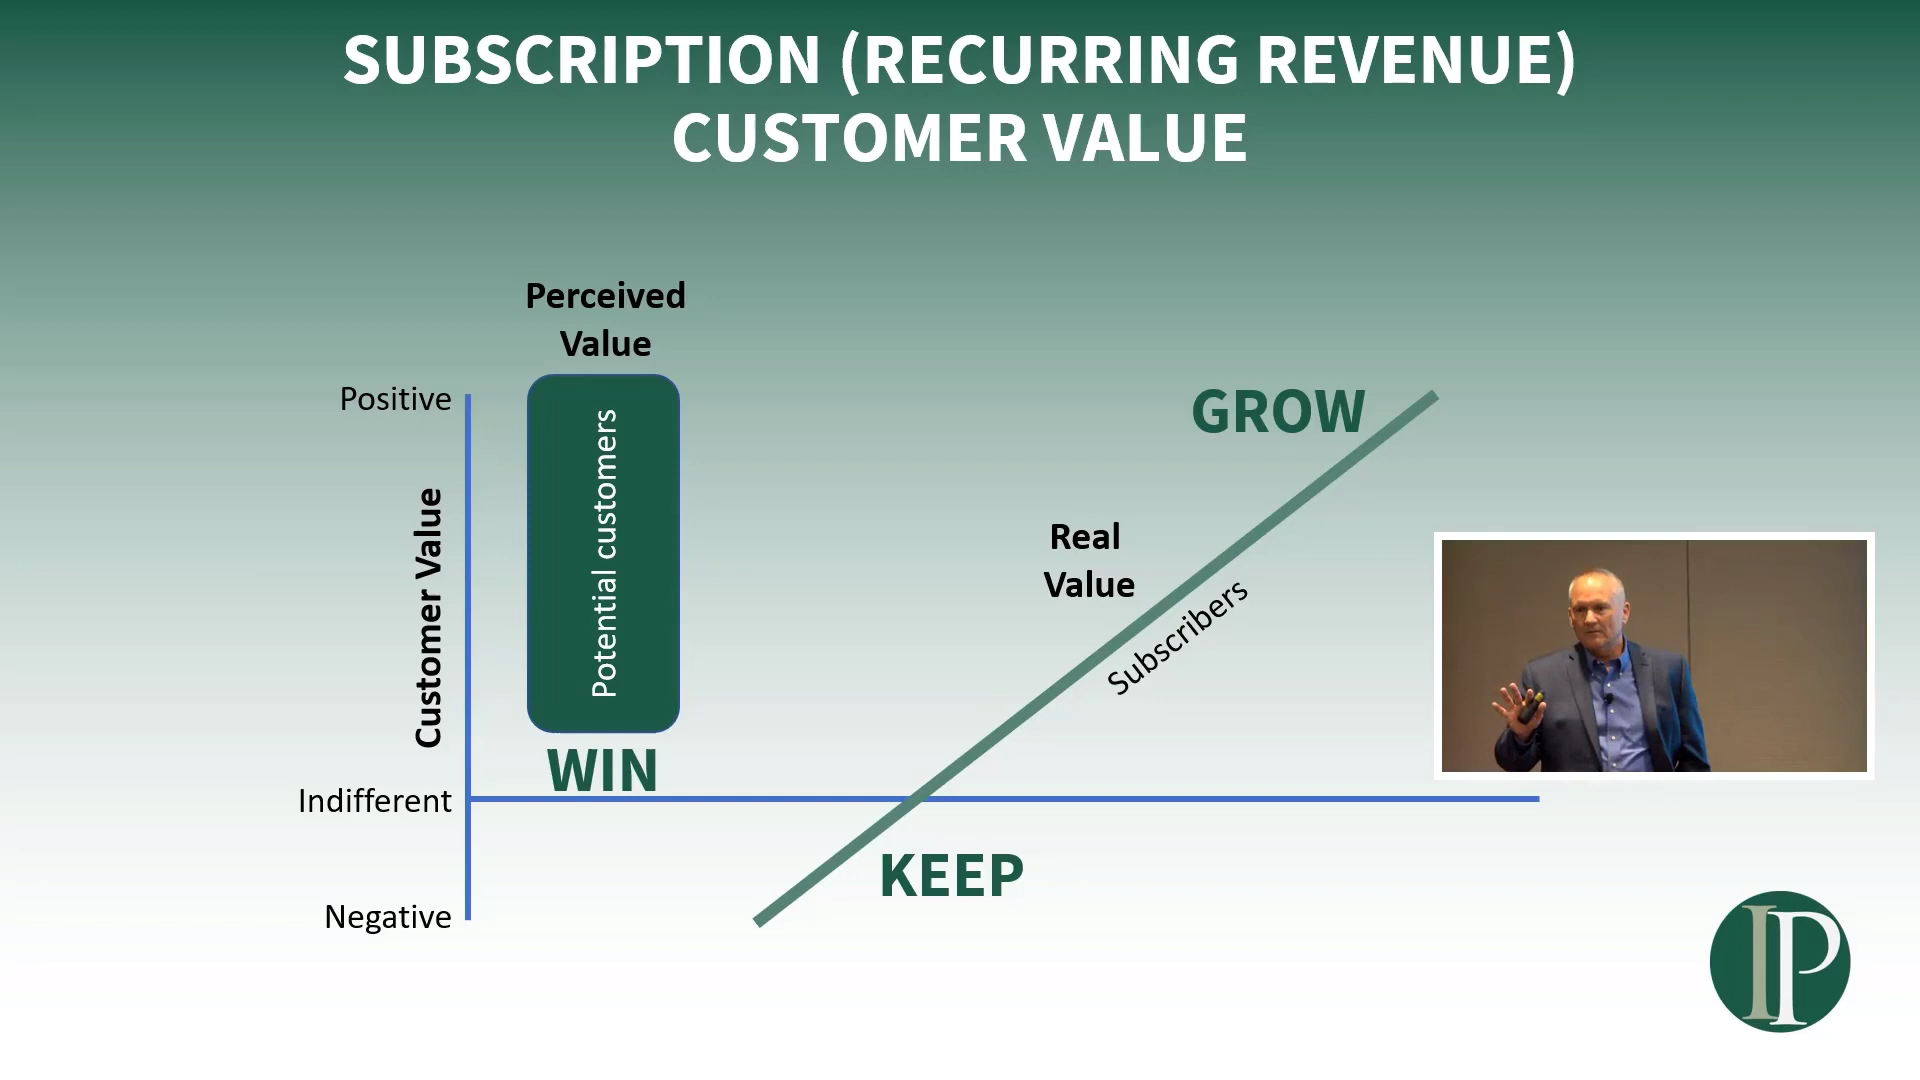 SUBSCRIPTION (RECURRING REVENUE)
CUSTOMER VALUE
Perceived
Value
Positive
Potential customers
Customer Value
WIN
Indifferent
Negative
GROW
Real
Value
Subscribers
KEEP
IP